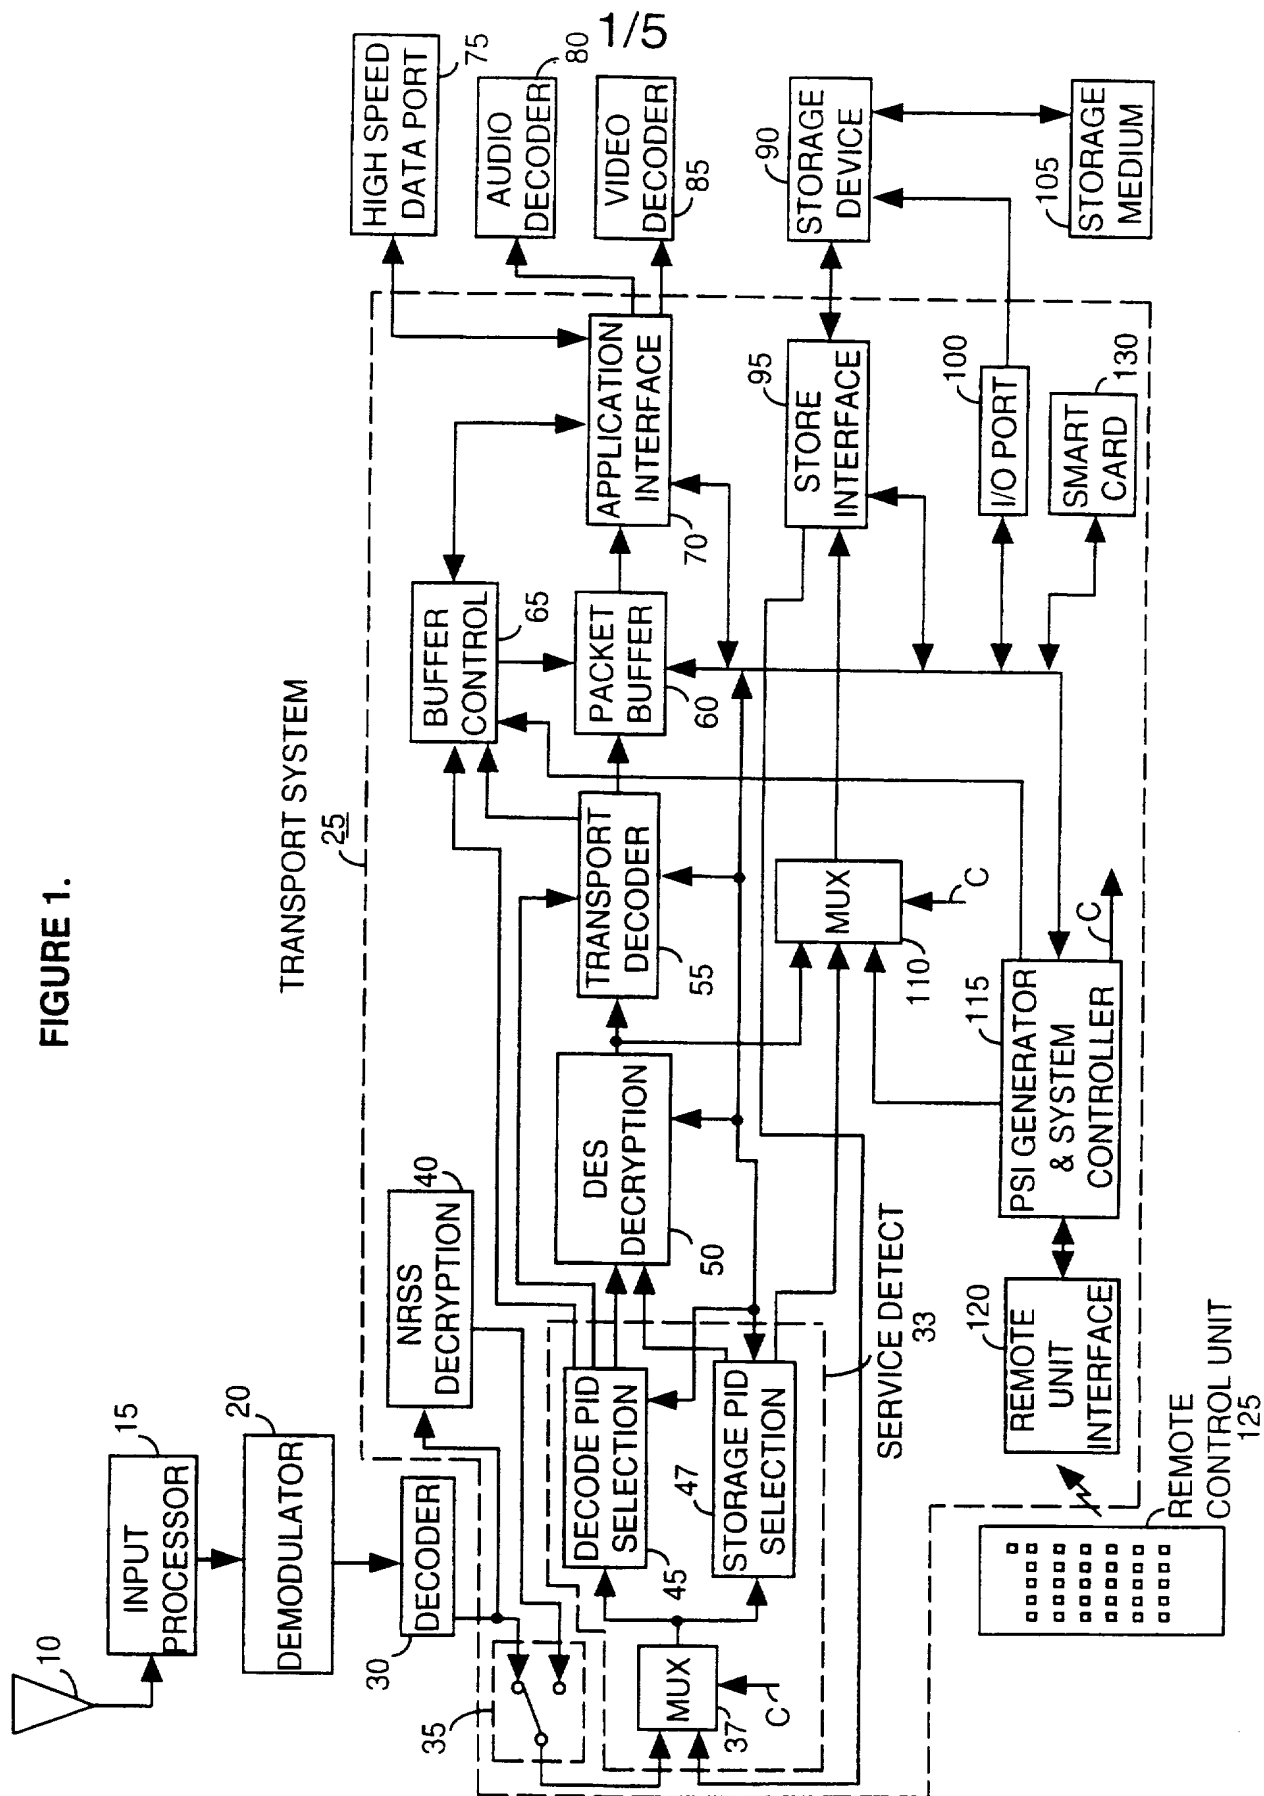 1/5
FIGURE 1.
TRANSPORT SYSTEM
25
10
INPUT
PROCESSOR
15
DEMODULATOR
20
DECODER
30
35
NRSS
DECRYPTION
40
MUX
37
C
DECODE PID
SELECTION
45
STORAGE PID
SELECTION
47
SERVICE DETECT
33
DES
DECRYPTION
50
TRANSPORT
DECODER
55
BUFFER
CONTROL
65
PACKET
BUFFER
60
APPLICATION
INTERFACE
70
HIGH SPEED
DATA PORT
75
AUDIO
DECODER
80
VIDEO
DECODER
85
STORAGE
DEVICE
90
STORE
INTERFACE
95
STORAGE
MEDIUM
105
I/O PORT
100
SMART
CARD
130
MUX
110
C
PSI GENERATOR
& SYSTEM
CONTROLLER
115
C
REMOTE
UNIT
INTERFACE
120
REMOTE
CONTROL UNIT
125